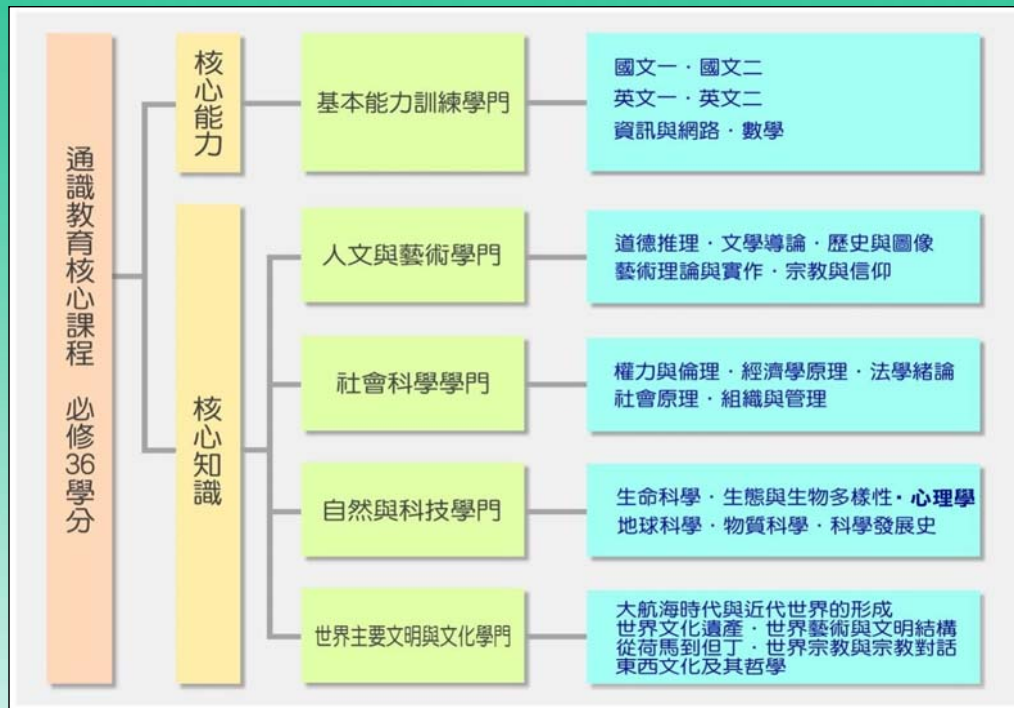 通識教育核心課程 必修36學分
核心能力
基本能力訓練學門
國文一．國文二
英文一．英文二
資訊與網路．數學
核心知識
人文與藝術學門
道德推理．文學導論．歷史與圖像
藝術理論與實作．宗教與信仰
社會科學學門
權力與倫理．經濟學原理．法學緒論
社會原理．組織與管理
自然與科技學門
生命科學．生態與生物多樣性．心理學
地球科學．物質科學．科學發展史
世界主要文明與文化學門
大航海時代與近代世界的形成
世界文化遺產．世界藝術與文明結構
從荷馬到但丁．世界宗教與宗教對話
東西文化及其哲學